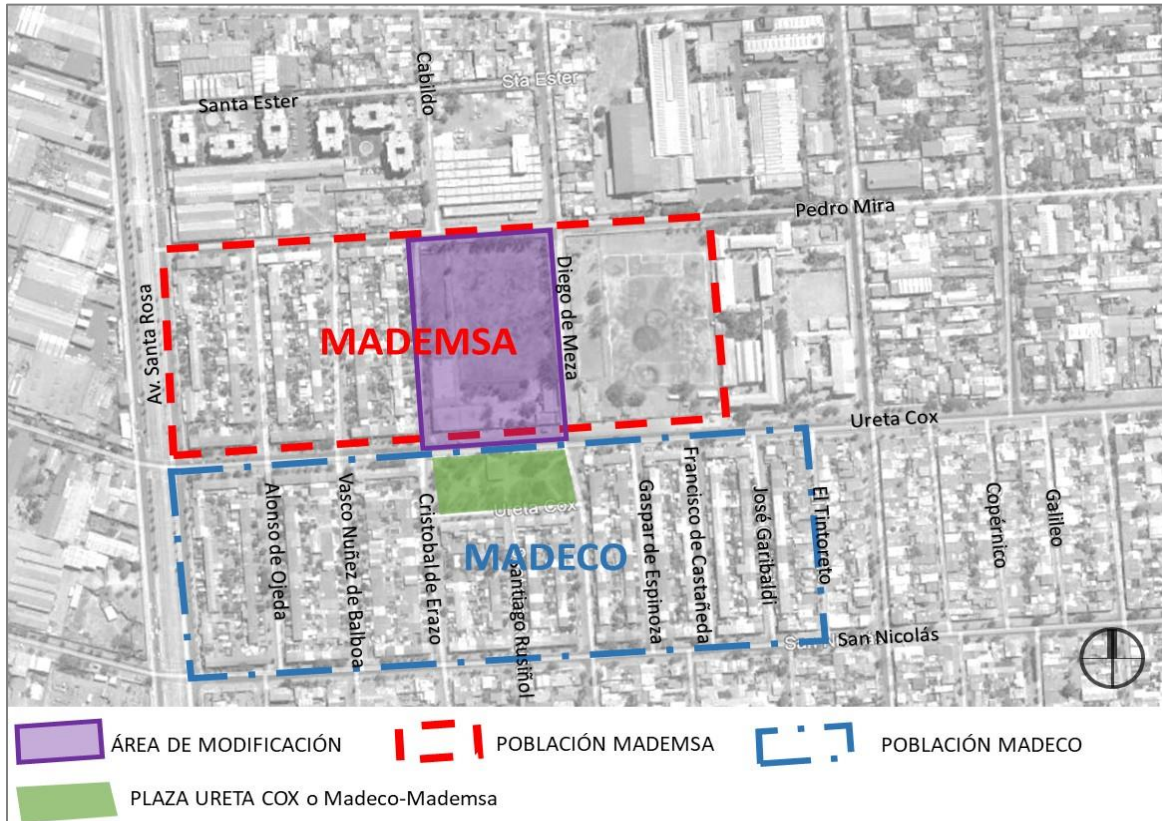 Santa Ester
Sta Ester
Cabildo
Pedro Mira
Av. Santa Rosa
MADEMSA
Diego de Meza
Ureta Cox
Alonso de Ojeda
Vasco Nuñez de Balboa
Cristobal de Erazo
Ureta Cox
MADECO
Santiago Rusiñol
Gaspar de Espinoza
Francisco de Castañeda
José Garibaldi
El Tintoreto
Copérnico
Galileo
San Nicolás
ÁREA DE MODIFICACIÓN
POBLACIÓN MADEMSA
POBLACIÓN MADECO
PLAZA URETA COX o Madeco-Mademsa